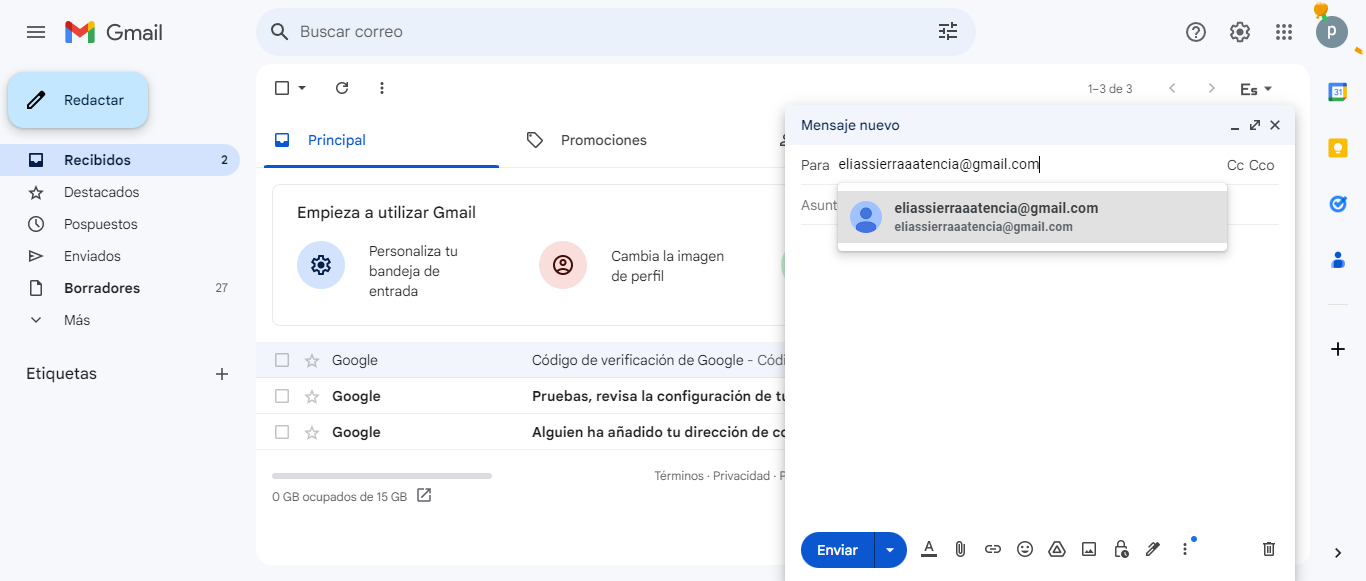 Gmail
Buscar correo
p
Redactar
Recibidos 2
Destacados
Pospuestos
Enviados
Borradores 27
Más
Etiquetas
1–3 de 3
Es
Principal
Promociones
Empieza a utilizar Gmail
Personaliza tu
bandeja de
entrada
Cambia la imagen
de perfil
Google Código de verificación de Google - Códi
Google Pruebas, revisa la configuración de tu
Google Alguien ha añadido tu dirección de co
Términos · Privacidad · P
0 GB ocupados de 15 GB
Mensaje nuevo
Para eliassierraaatencia@gmail.com Cc Cco
Asunt
eliassierraaatencia@gmail.com
eliassierraaatencia@gmail.com
Enviar
31